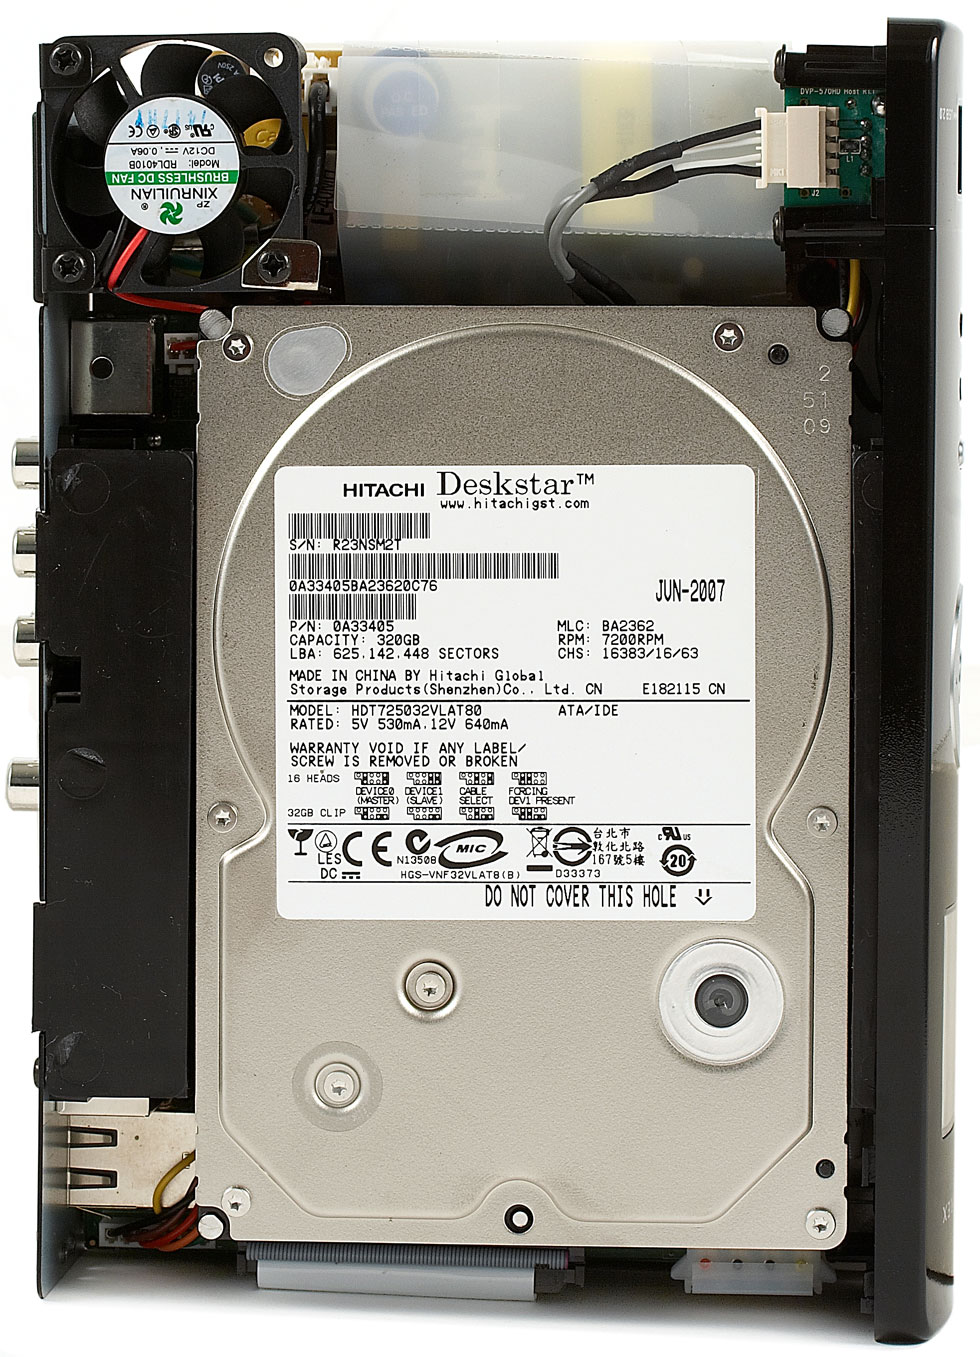 DVP-570HD Host
L1
J2
DC12V ⎓ 0.06A
Model: RDL4010B
BRUSHLESS DC FAN
XINRUILIAN ®
ZP
2
51
09
HITACHI Deskstar™
www.hitachigst.com
S/N: R23NSM2T
0A33405BA23620C76
JUN-2007
P/N: 0A33405 MLC: BA2362
CAPACITY: 320GB RPM: 7200RPM
LBA: 625.142.448 SECTORS CHS: 16383/16/63
MADE IN CHINA BY Hitachi Global
Storage Products(Shenzhen)Co.. Ltd. CN E182115 CN
MODEL: HDT725032VLAT80 ATA/IDE
RATED: 5V 530mA.12V 640mA
WARRANTY VOID IF ANY LABEL/
SCREW IS REMOVED OR BROKEN
16 HEADS
DEVICE0 DEVICE1 CABLE FORCING
(MASTER) (SLAVE) SELECT DEV1 PRESENT
32GB CLIP
台北市
敦化北路
167號5樓
LES CE N13508 MIC 20
DC HGS-VNF32VLAT8(B) D33373
DO NOT COVER THIS HOLE